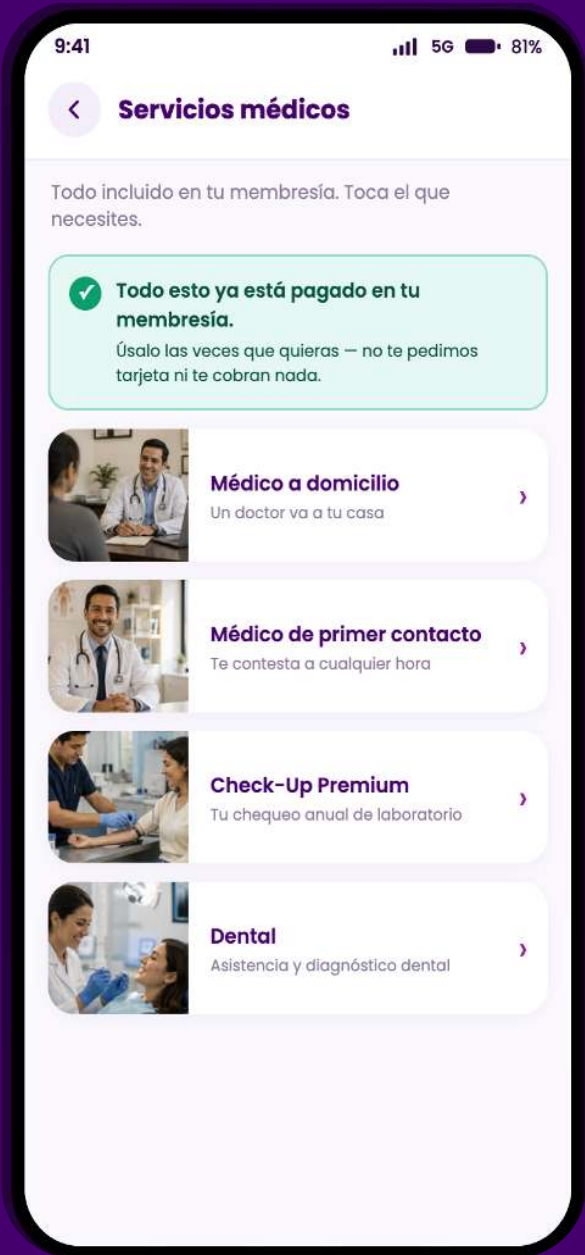 9:41
5G 81%
Servicios médicos
Todo incluido en tu membresía. Toca el que
necesites.
Todo esto ya está pagado en tu
membresía.
Úsalo las veces que quieras — no te pedimos
tarjeta ni te cobran nada.
Médico a domicilio
Un doctor va a tu casa
Médico de primer contacto
Te contesta a cualquier hora
Check-Up Premium
Tu chequeo anual de laboratorio
Dental
Asistencia y diagnóstico dental